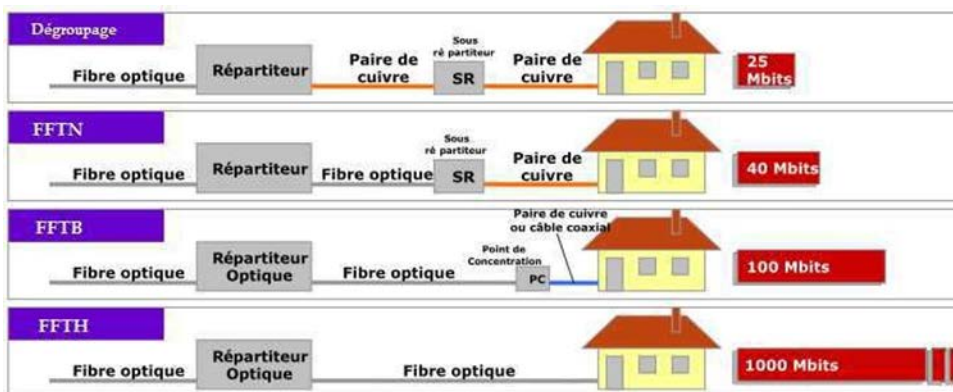 Dégroupage
Fibre optique
Répartiteur
Paire de
cuivre
Sous
ré partiteur
SR
Paire de
cuivre
25
Mbits
FFTN
Fibre optique
Répartiteur
Fibre optique
Sous
ré partiteur
SR
Paire de
cuivre
40 Mbits
FFTB
Fibre optique
Répartiteur
Optique
Fibre optique
Point de
Concentration
PC
Paire de cuivre
ou câble coaxial
100 Mbits
FFTH
Fibre optique
Répartiteur
Optique
Fibre optique
1000 Mbits